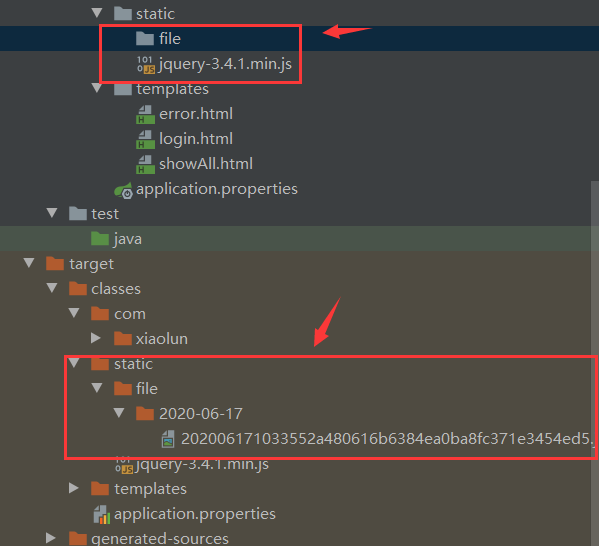 static
file
jquery-3.4.1.min.js
templates
error.html
login.html
showAll.html
application.properties
test
java
target
classes
com
xiaolun
static
file
2020-06-17
202006171033552a480616b6384ea0ba8fc371e3454ed5.
jquery-3.4.1.min.js
templates
application.properties
generated-sources